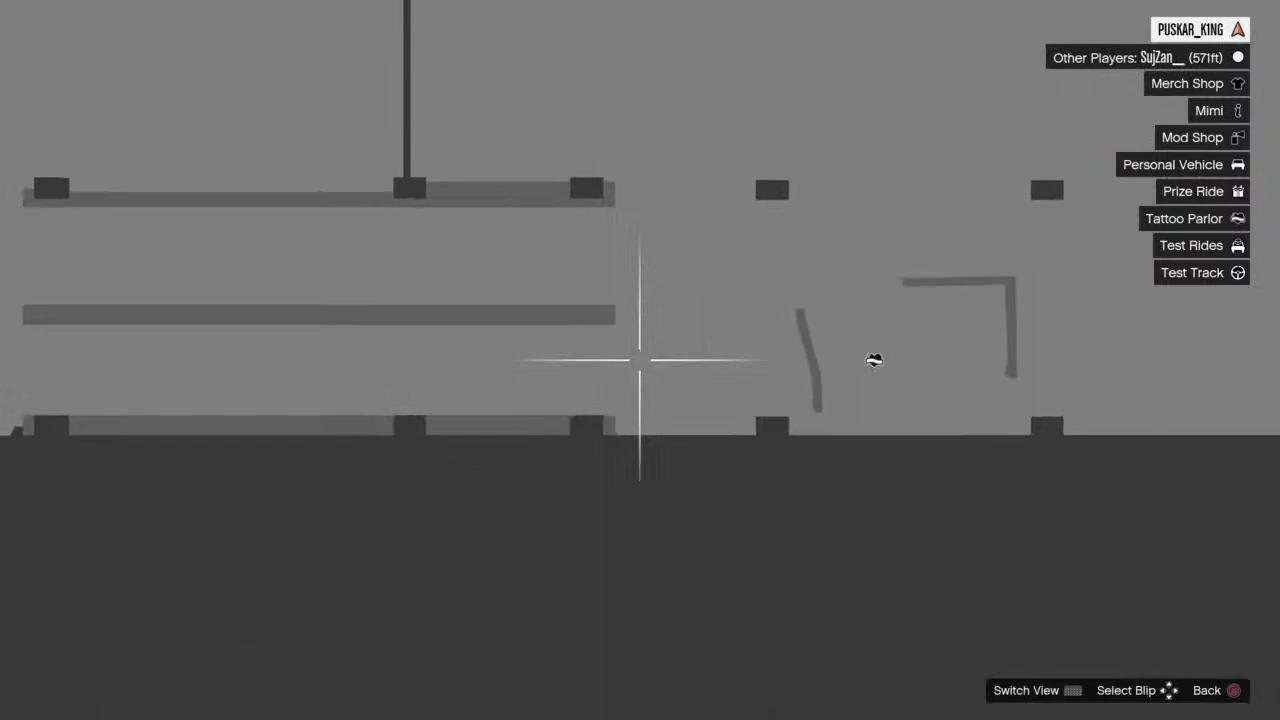 PUSKAR_K1NG
Other Players: SujZan__ (571ft)
Merch Shop
Mimi
Mod Shop
Personal Vehicle
Prize Ride
Tattoo Parlor
Test Rides
Test Track
Switch View Select Blip Back